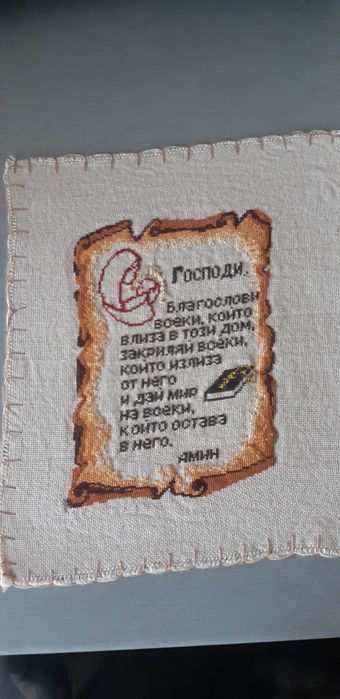 Господи.
Благослови
всеки, който
влиза в този дом,
закриляй всеки,
който излиза
от него
и дай мир
на всеки,
който остава
в него.
Амин